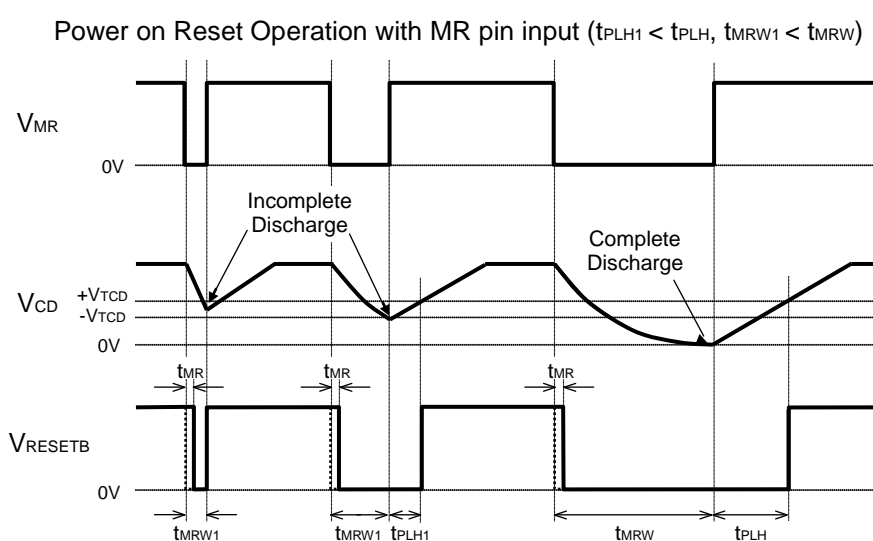 Power on Reset Operation with MR pin input (tPLH1 < tPLH, tMRW1 < tMRW)
VMR
0V
Incomplete
Discharge
Complete
Discharge
VCD
+VTCD
-VTCD
0V
tMR
tMR
tMR
VRESETB
0V
tMRW1
tMRW1
tPLH1
tMRW
tPLH